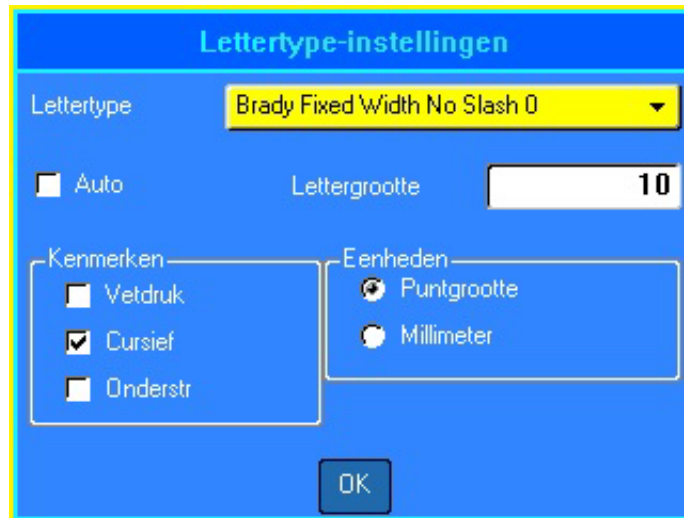 Lettertype-instellingen
Lettertype Brady Fixed Width No Slash 0
Auto Lettergrootte 10
Kenmerken Eenheden
Vetdruk Puntgrootte
Cursief Millimeter
Onderstr
OK